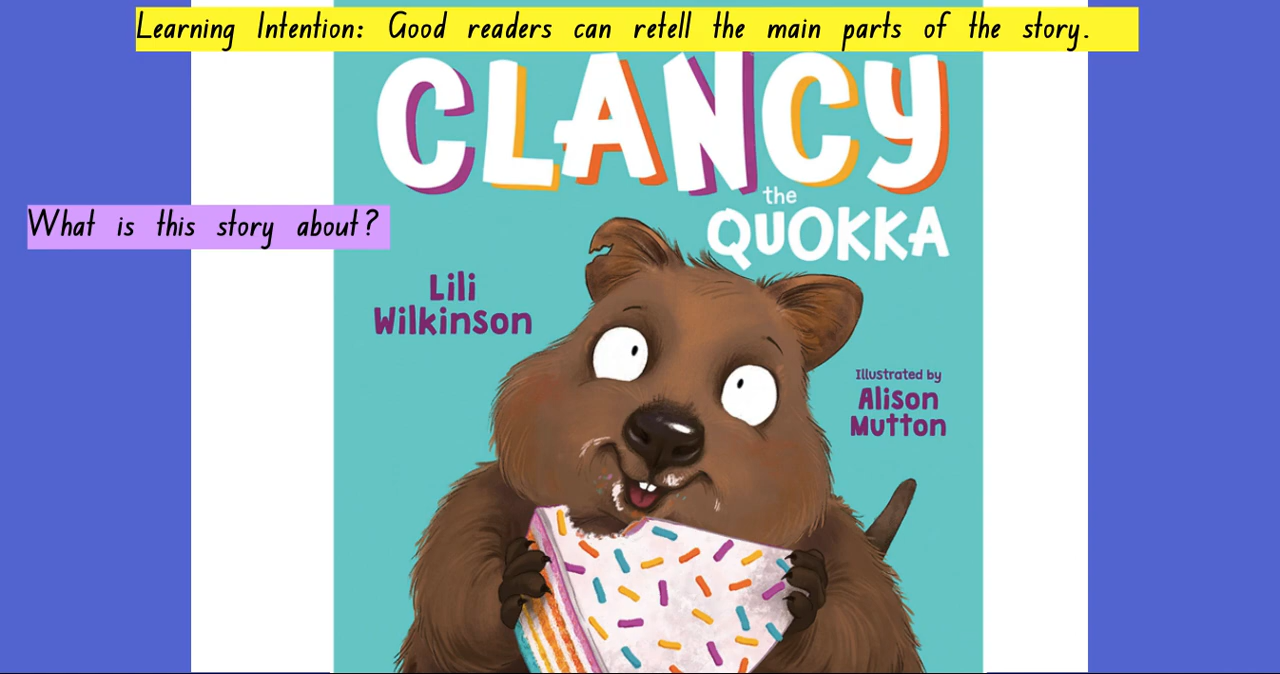 Learning Intention: Good readers can retell the main parts of the story.
CLANCY
the
QUOKKA
What is this story about?
Lili
Wilkinson
Illustrated by
Alison
Mutton